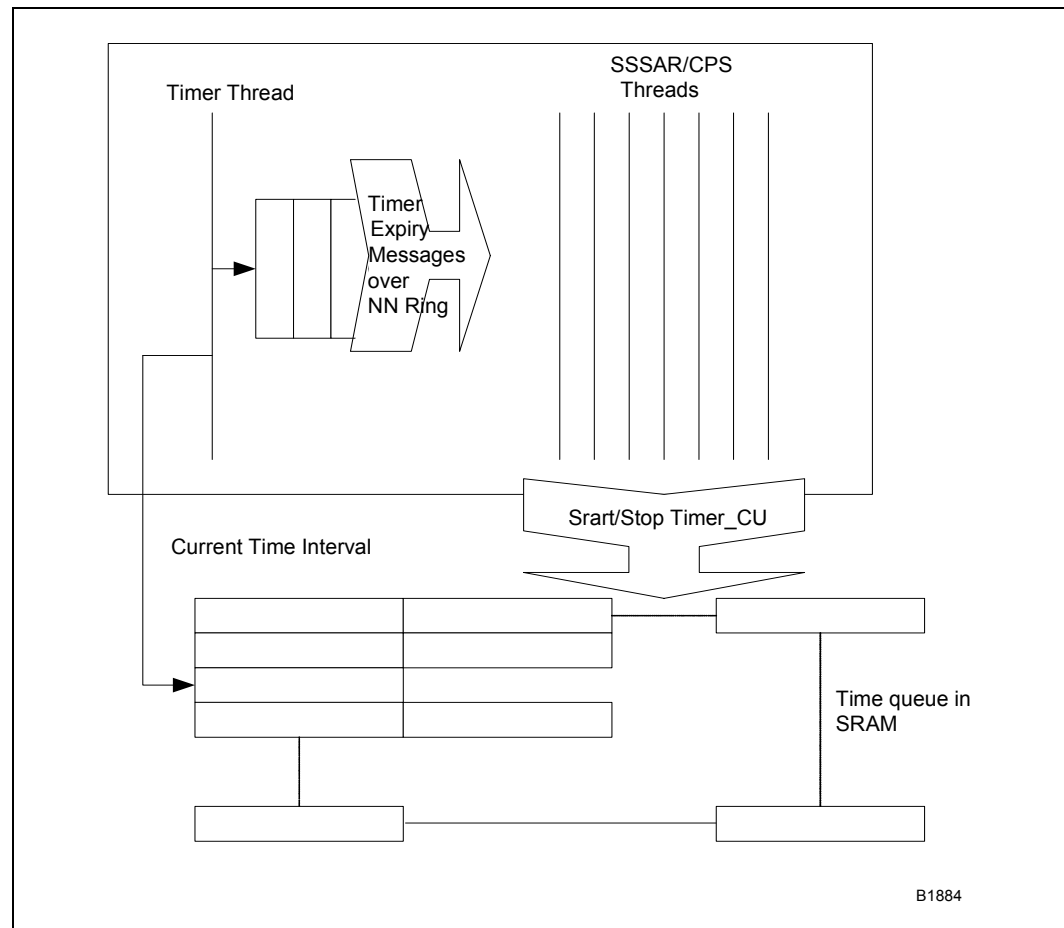 SSSAR/CPS
Threads
Timer Thread
Timer
Expiry
Messages
over
NN Ring
Srart/Stop Timer_CU
Current Time Interval
Time queue in
SRAM
B1884